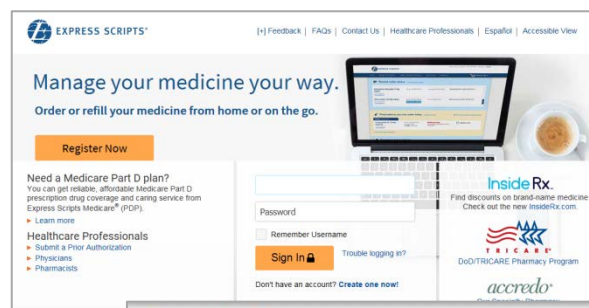 EXPRESS SCRIPTS®
[+] Feedback | FAQs | Contact Us | Healthcare Professionals | Español | Accessible View
Manage your medicine your way.
Order or refill your medicine from home or on the go.
Register Now
Need a Medicare Part D plan?
You can get reliable, affordable Medicare Part D
prescription drug coverage and caring service from
Express Scripts Medicare® (PDP).
▸ Learn more
Healthcare Professionals
▸ Submit a Prior Authorization
▸ Physicians
▸ Pharmacists
Password
Remember Username
Sign In
Trouble logging in?
Don't have an account? Create one now!
Inside Rx.
Find discounts on brand-name medicine
Check out the new InsideRx.com.
TRICARE®
DoD/TRICARE Pharmacy Program
accredo®